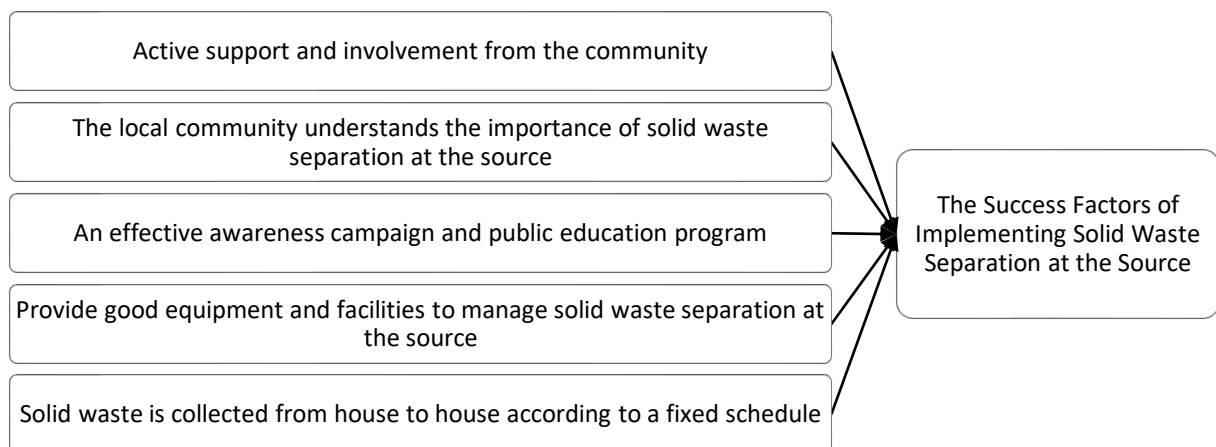 Active support and involvement from the community
The local community understands the importance of solid waste
separation at the source
An effective awareness campaign and public education program
Provide good equipment and facilities to manage solid waste separation at
the source
Solid waste is collected from house to house according to a fixed schedule
The Success Factors of
Implementing Solid Waste
Separation at the Source